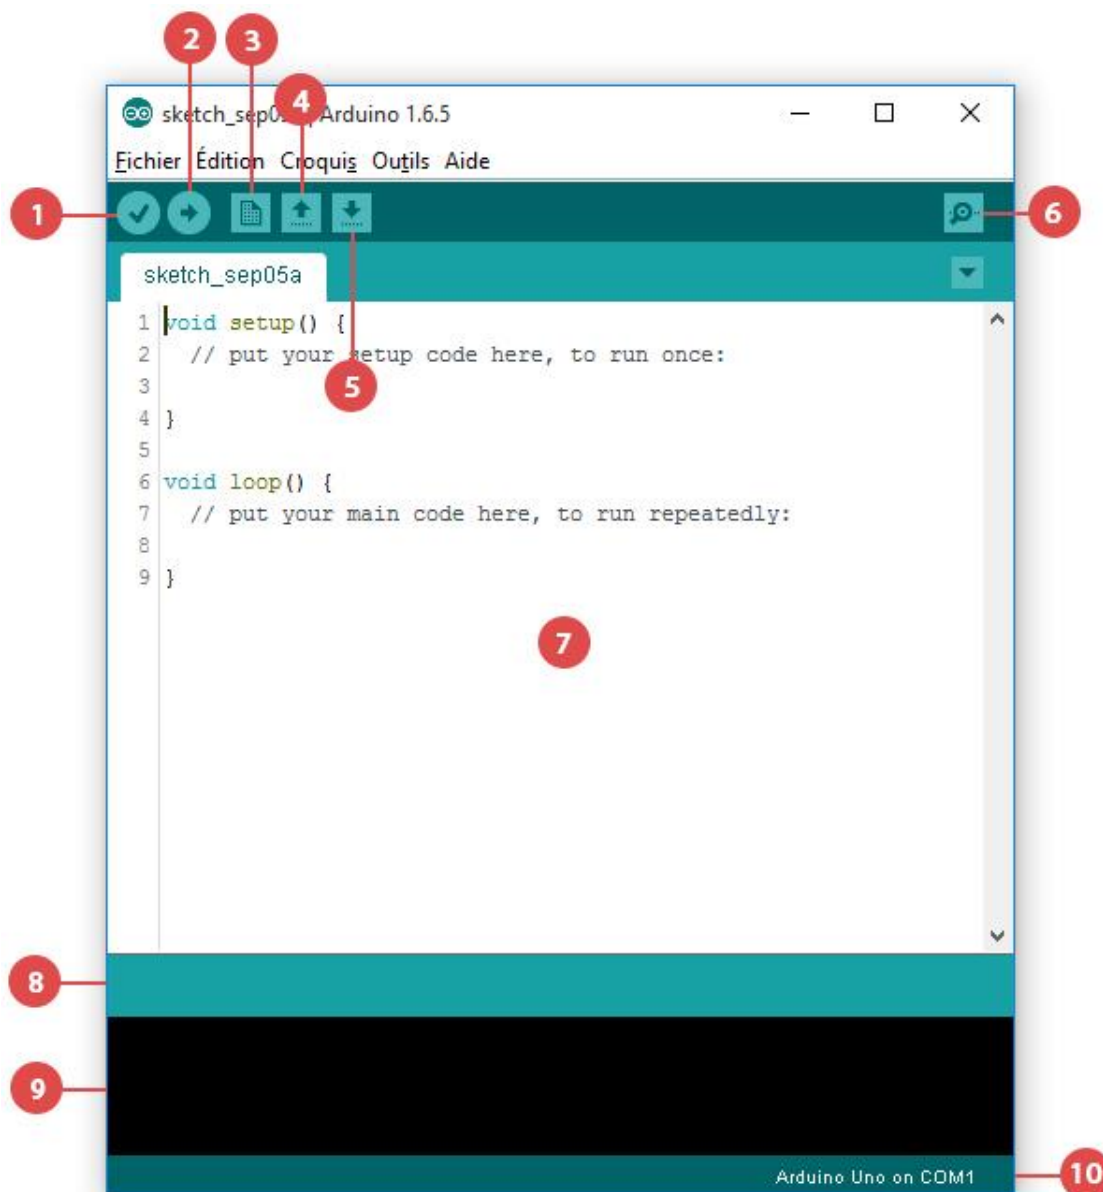 2 3
4
sketch_sep05 Arduino 1.6.5
Fichier Édition Croquis Outils Aide
1
6
sketch_sep05a
1 void setup() {
2 // put your setup code here, to run once:
3
5
4 }
5
6 void loop() {
7 // put your main code here, to run repeatedly:
8
9 }
7
8
9
Arduino Uno on COM1
10